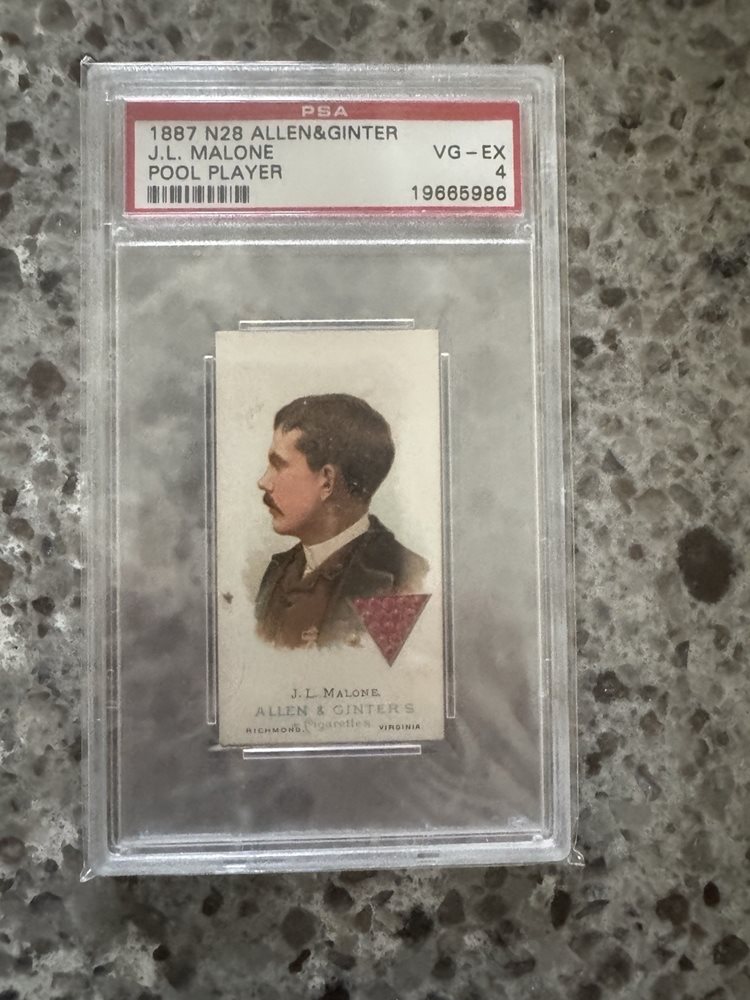 PSA
1887 N28 ALLEN&GINTER
J.L. MALONE VG-EX
POOL PLAYER 4
19665986
J. L. MALONE.
ALLEN & GINTER'S
Cigarettes
RICHMOND. VIRGINIA